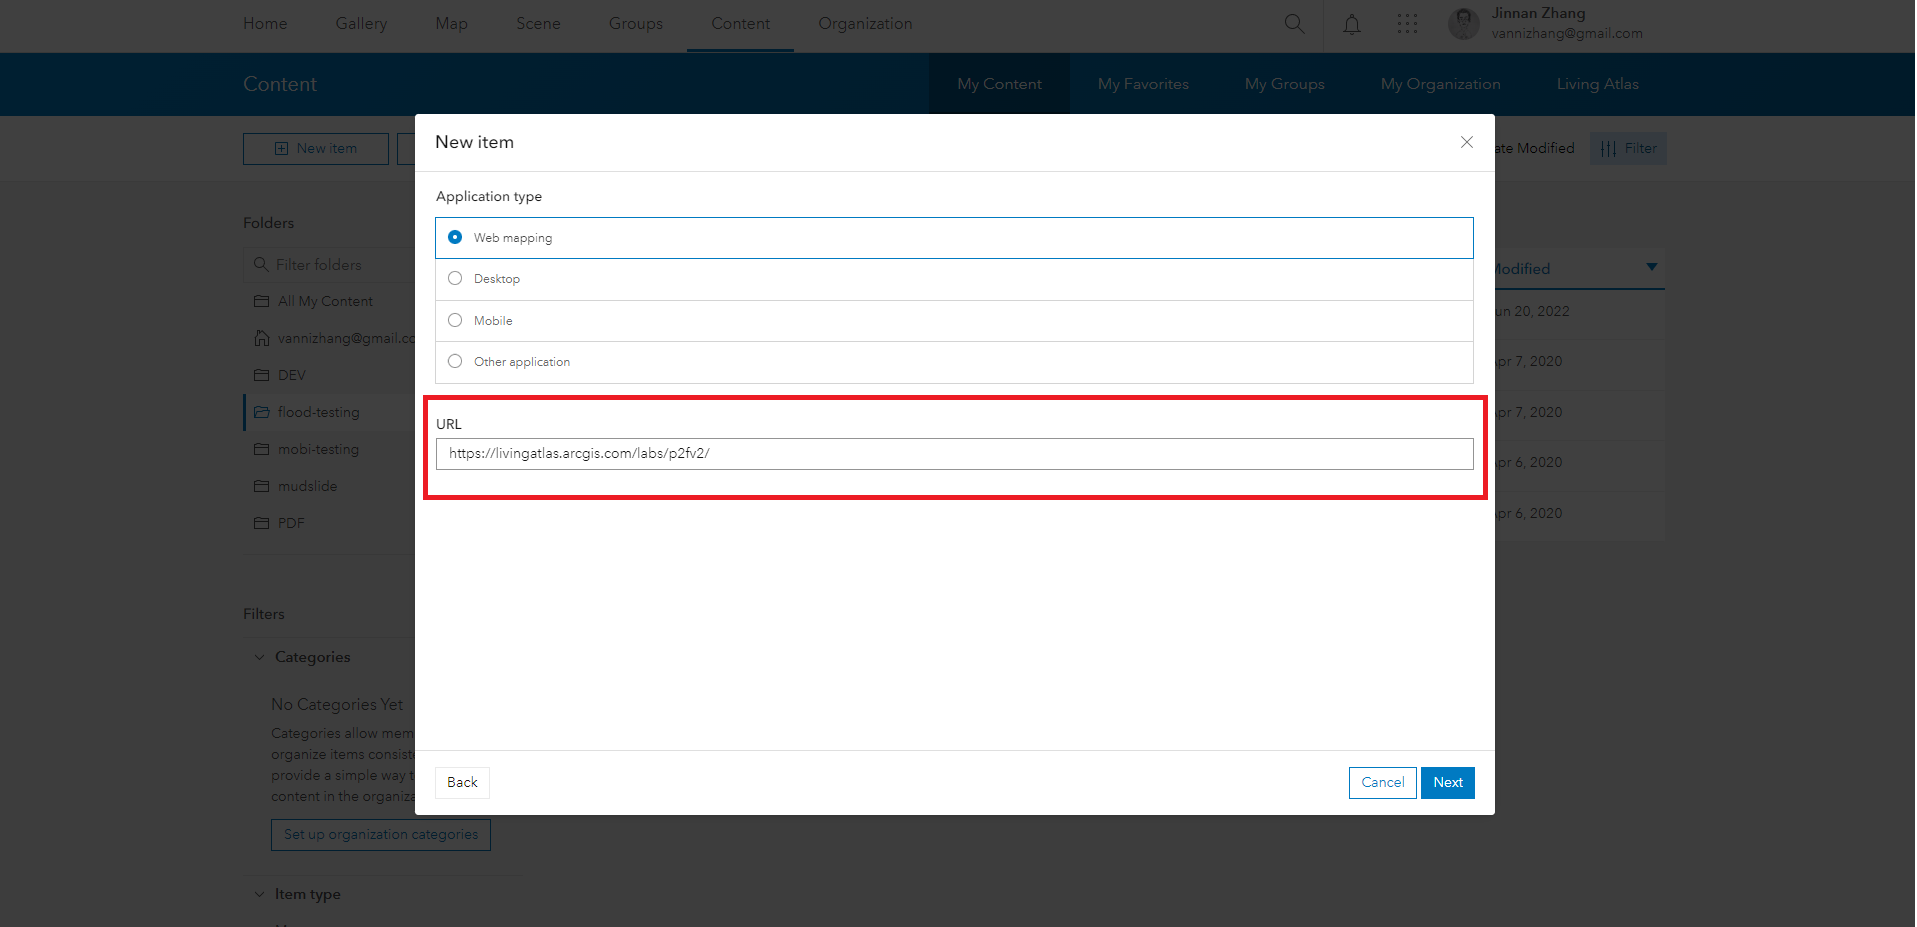 Home Gallery Map Scene Groups Content Organization
Jinnan Zhang
vannizhang@gmail.com
Content My Content My Favorites My Groups My Organization Living Atlas
New item
Modified Filter
New item
Application type
Web mapping
Desktop
Mobile
Other application
URL
https://livingatlas.arcgis.com/labs/p2fv2/
Back Cancel Next
Folders
Filter folders
All My Content
vannizhang@gmail.co
DEV
flood-testing
mobi-testing
mudslide
PDF
Filters
Categories
No Categories Yet
Categories allow mem
organize items consiste
provide a simple way t
content in the organiza
Set up organization categories
Item type
Modified
un 20, 2022
pr 7, 2020
pr 7, 2020
pr 6, 2020
pr 6, 2020